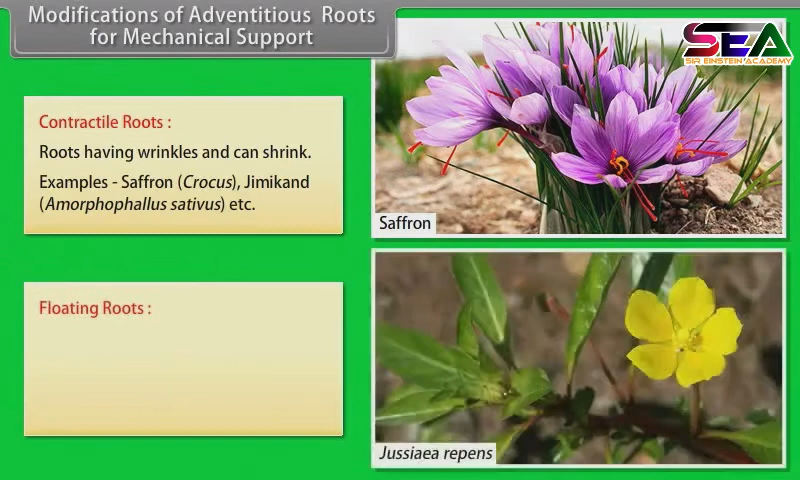 Modifications of Adventitious Roots
for Mechanical Support
SEA
SIR EINSTEIN ACADEMY
Contractile Roots :
Roots having wrinkles and can shrink.
Examples - Saffron (Crocus), Jimikand
(Amorphophallus sativus) etc.
Saffron
Floating Roots :
Jussiaea repens